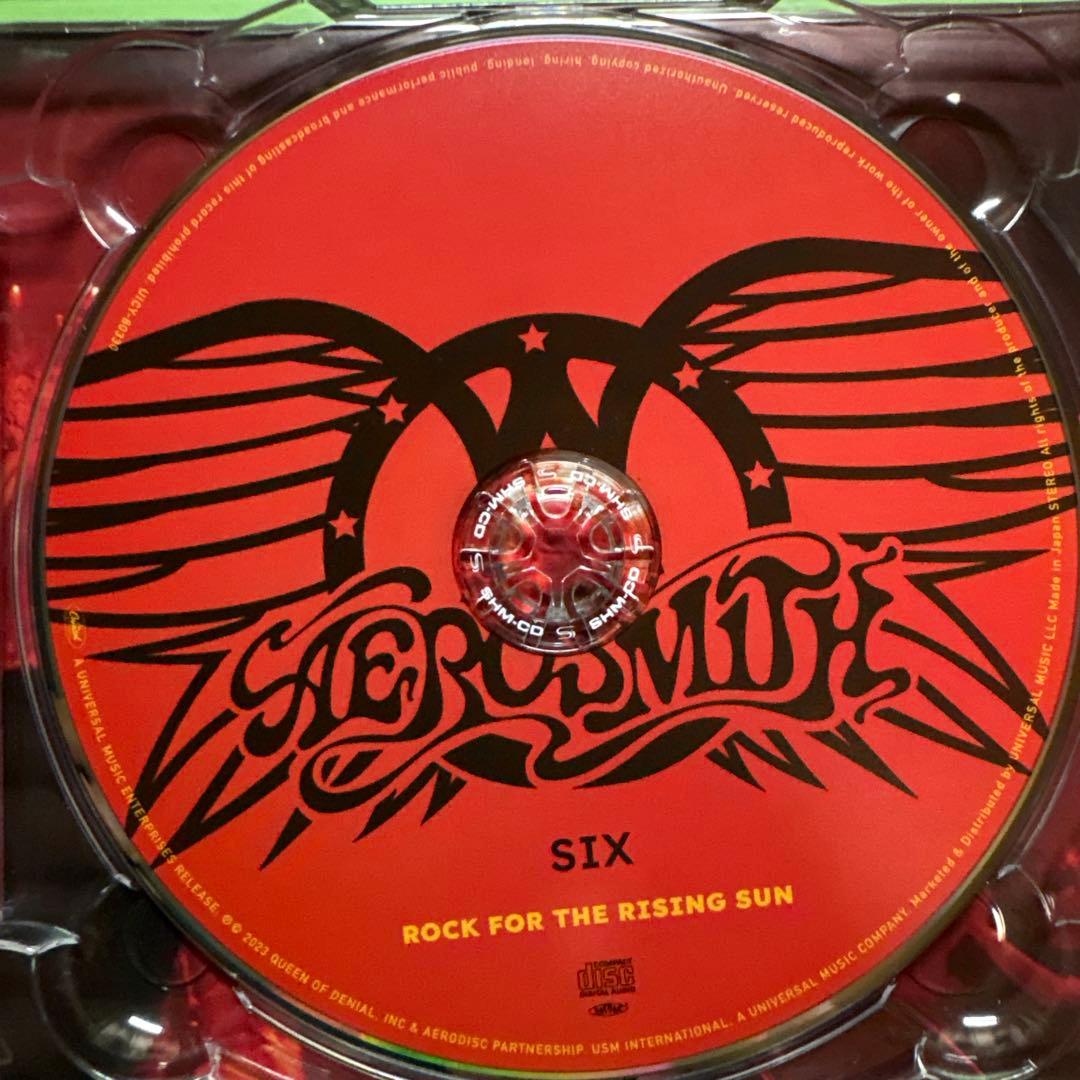 AEROSMITH
SHM-CD
SHM-CD
SHM-CD
SHM-CD
SIX
ROCK FOR THE RISING SUN
COMPACT
disc
DIGITAL AUDIO
Capitol
A UNIVERSAL MUSIC ENTERPRISES RELEASE. ℗ © 2023 QUEEN OF DENIAL, INC & AERODISC PARTNERSHIP. USM INTERNATIONAL. A UNIVERSAL MUSIC COMPANY. Marketed & Distributed by UNIVERSAL MUSIC LLC Made in Japan STEREO All rights of the producer and of the owner of the work reproduced reserved. Unauthorized copying, hiring, lending, public performance and broadcasting of this record prohibited. UICY-80330